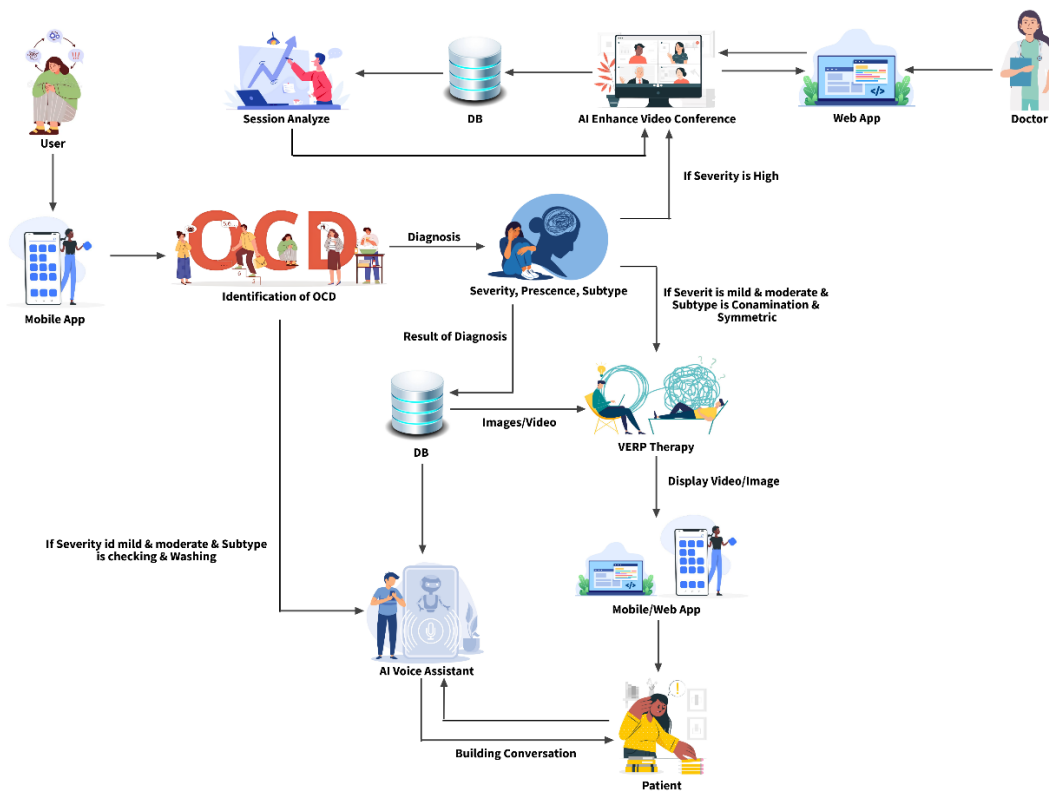 User
Session Analyze
DB
AI Enhance Video Conference
Web App
Doctor
If Severity is High
Mobile App
OCD
Identification of OCD
Diagnosis
Severity, Prescence, Subtype
If Severit is mild & moderate &
Subtype is Conamination &
Symmetric
Result of Diagnosis
DB
Images/Video
VERP Therapy
Display Video/Image
If Severity id mild & moderate & Subtype
is checking & Washing
Mobile/Web App
AI Voice Assistant
Building Conversation
Patient